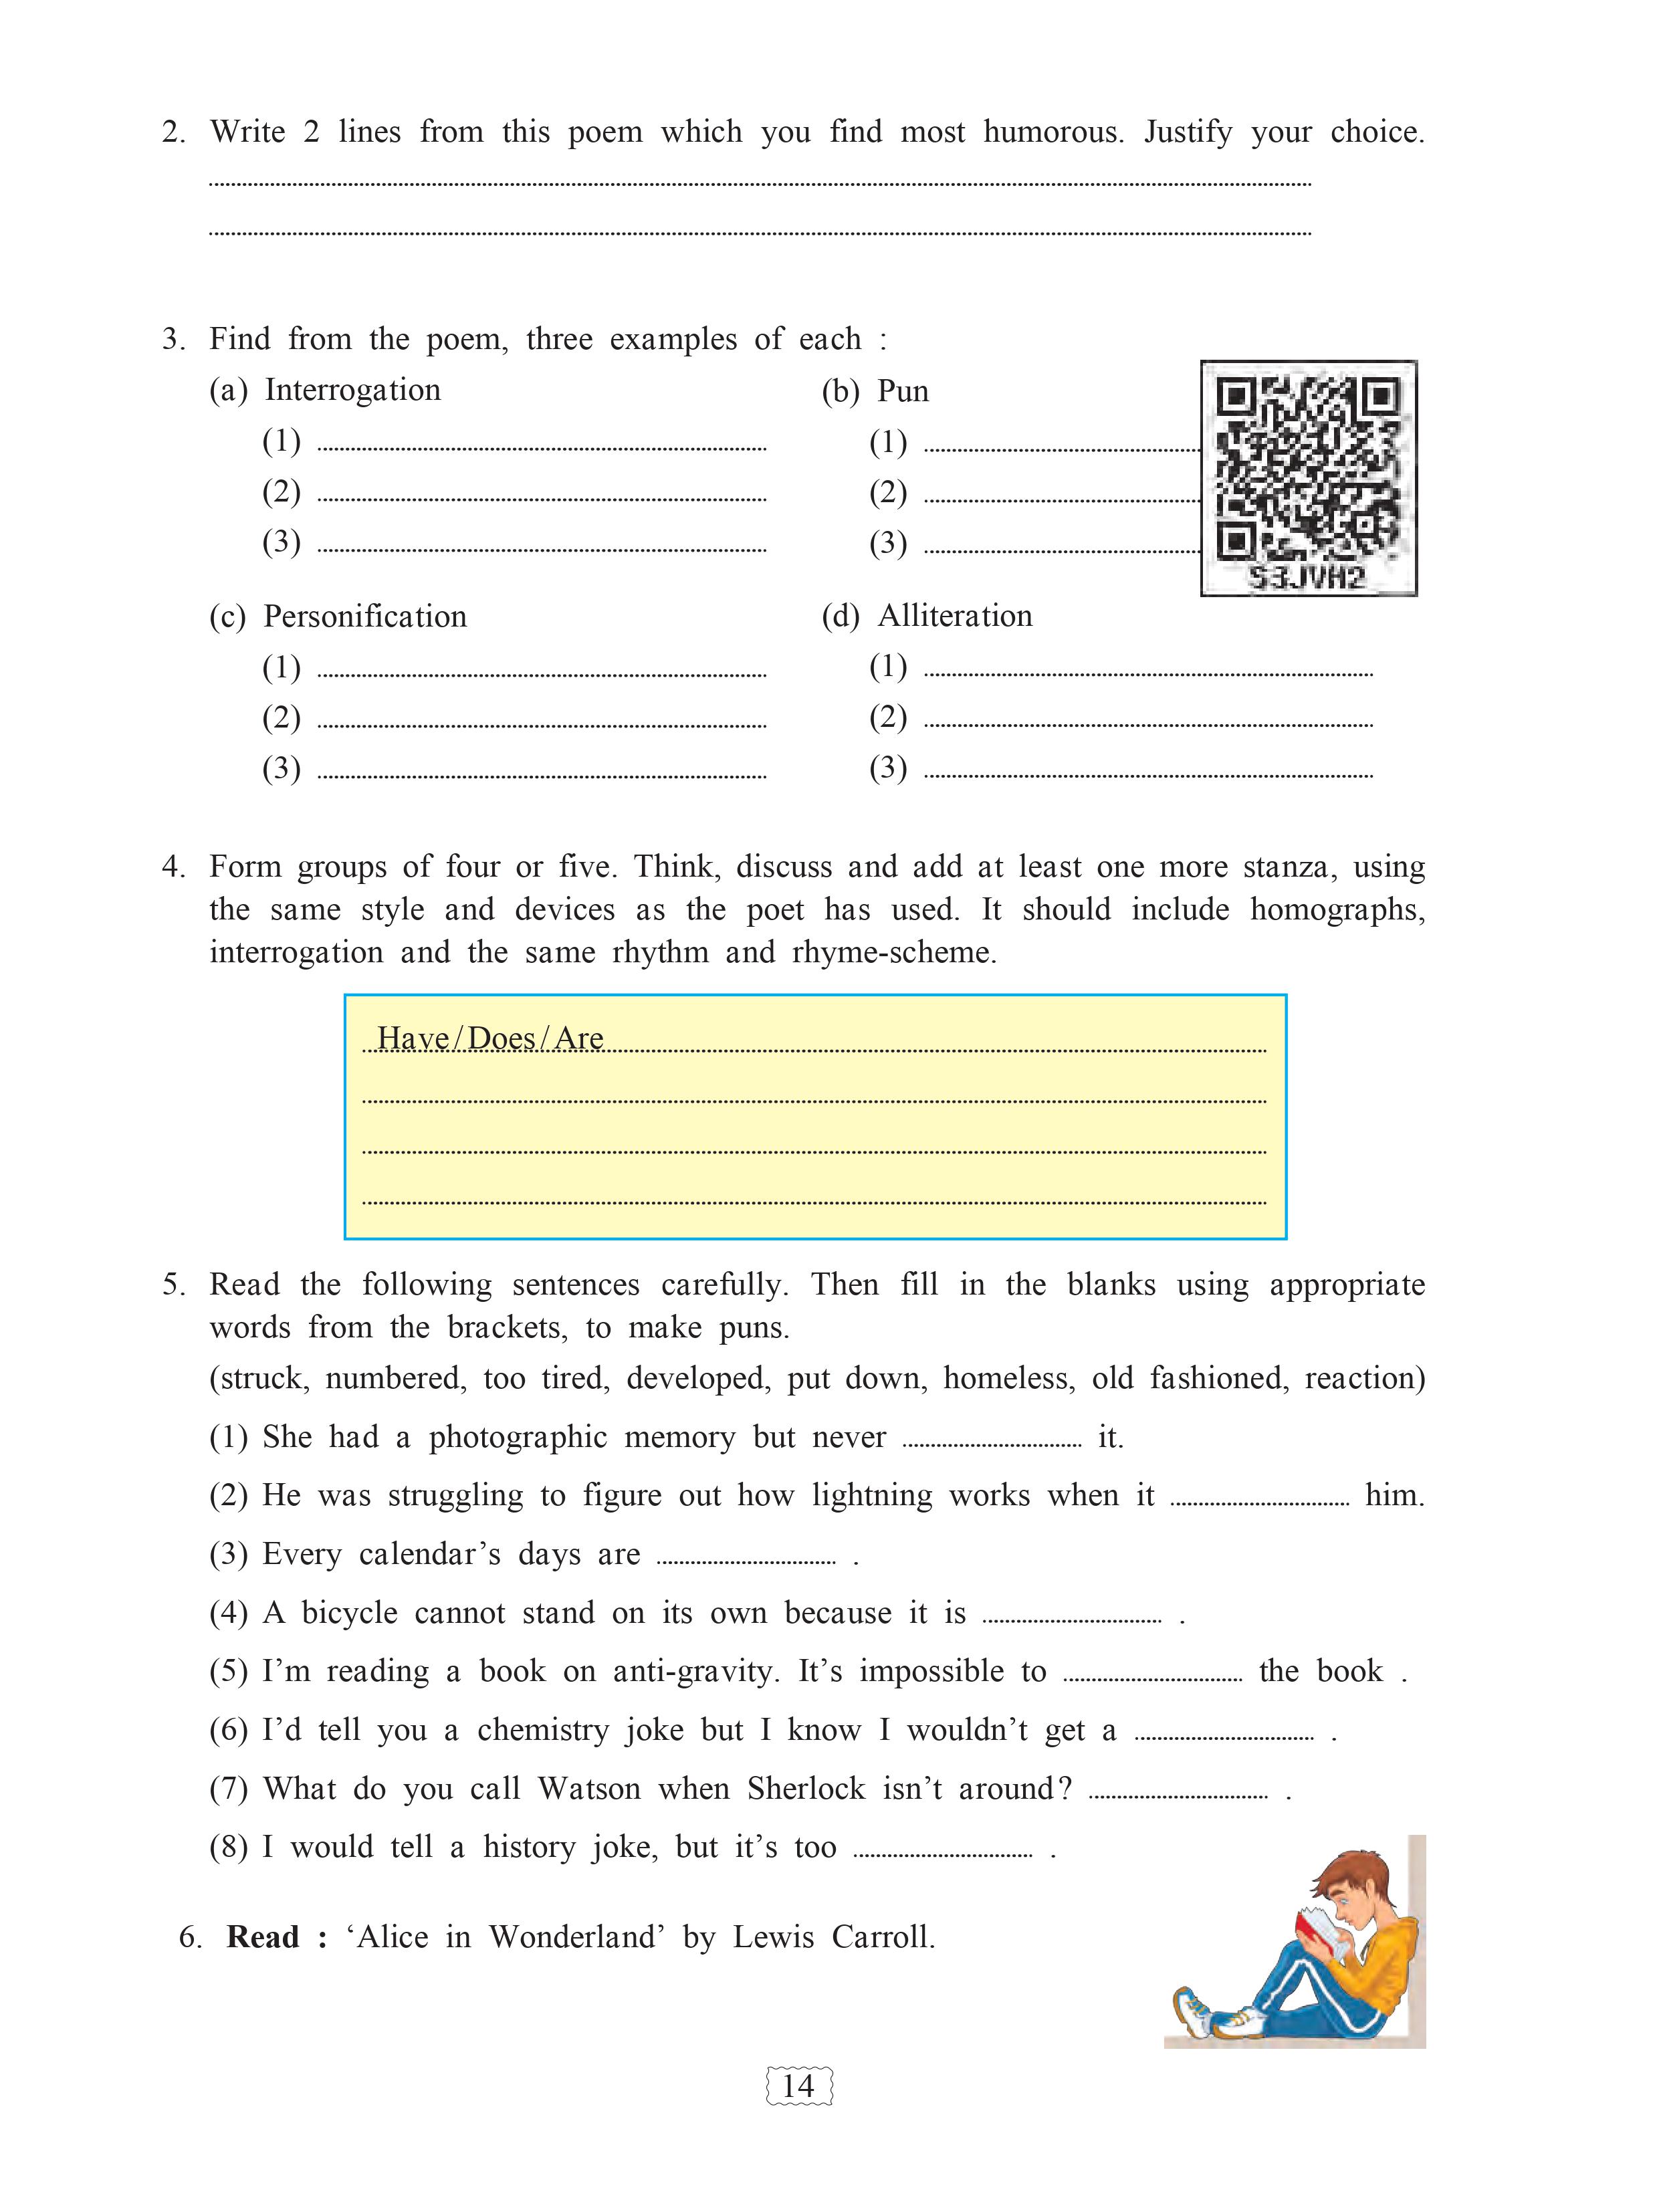 2. Write 2 lines from this poem which you find most humorous. Justify your choice.
3. Find from the poem, three examples of each :
(a) Interrogation
(1)
(2)
(3)
(b) Pun
(1)
(2)
(3)
S3JVH2
(c) Personification
(1)
(2)
(3)
(d) Alliteration
(1)
(2)
(3)
4. Form groups of four or five. Think, discuss and add at least one more stanza, using
the same style and devices as the poet has used. It should include homographs,
interrogation and the same rhythm and rhyme-scheme.
Have/Does/Are
5. Read the following sentences carefully. Then fill in the blanks using appropriate
words from the brackets, to make puns.
(struck, numbered, too tired, developed, put down, homeless, old fashioned, reaction)
(1) She had a photographic memory but never .............................. it.
(2) He was struggling to figure out how lightning works when it .............................. him.
(3) Every calendar’s days are .............................. .
(4) A bicycle cannot stand on its own because it is .............................. .
(5) I’m reading a book on anti-gravity. It’s impossible to .............................. the book .
(6) I’d tell you a chemistry joke but I know I wouldn’t get a .............................. .
(7) What do you call Watson when Sherlock isn’t around? .............................. .
(8) I would tell a history joke, but it’s too .............................. .
6. Read : ‘Alice in Wonderland’ by Lewis Carroll.
14